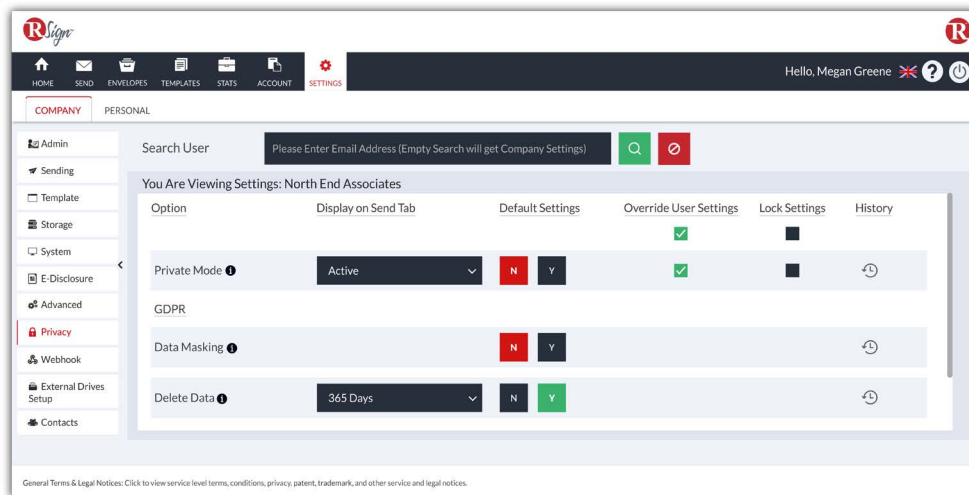 RSign
R
HOME SEND ENVELOPES TEMPLATES STATS ACCOUNT SETTINGS
Hello, Megan Greene
?
COMPANY PERSONAL
Admin
Sending
Template
Storage
System
E-Disclosure
Advanced
Privacy
Webhook
External Drives
Setup
Contacts
Search User
Please Enter Email Address (Empty Search will get Company Settings)
You Are Viewing Settings: North End Associates
Option Display on Send Tab Default Settings Override User Settings Lock Settings History
Private Mode i Active N Y
GDPR
Data Masking i N Y
Delete Data i 365 Days N Y
General Terms & Legal Notices: Click to view service level terms, conditions, privacy, patent, trademark, and other service and legal notices.